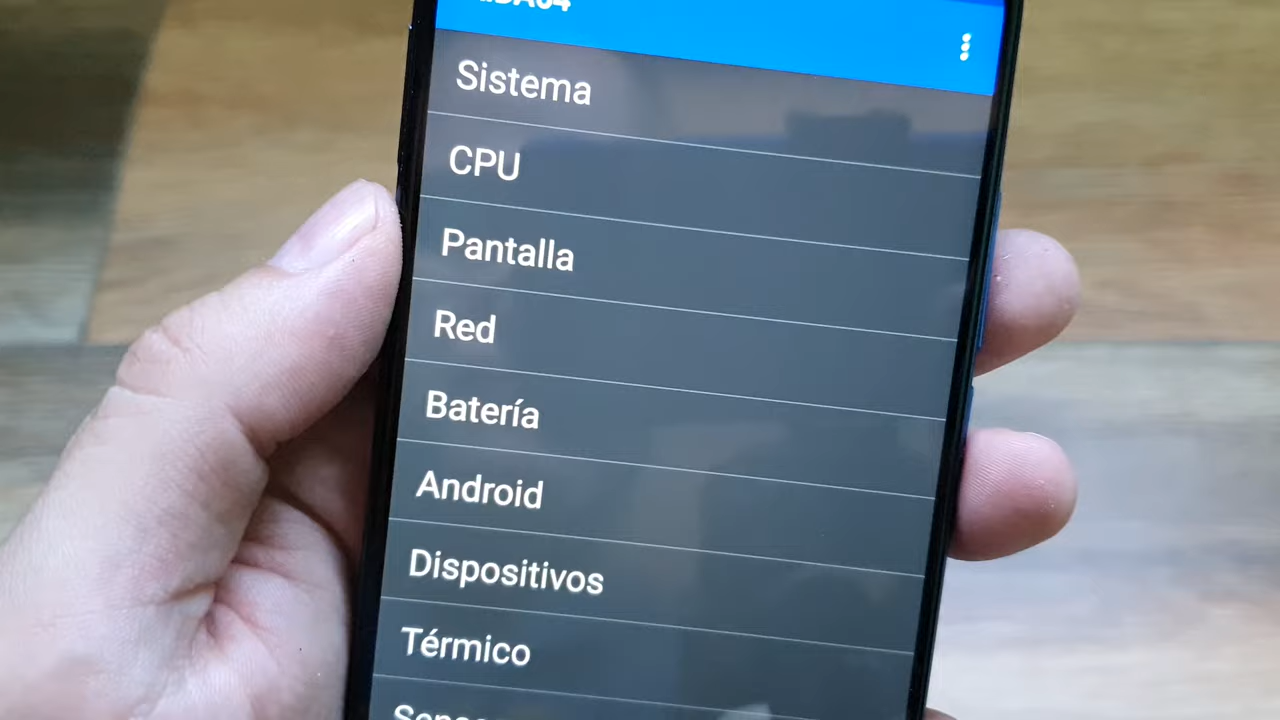 Sistema
CPU
Pantalla
Red
Batería
Android
Dispositivos
Térmico